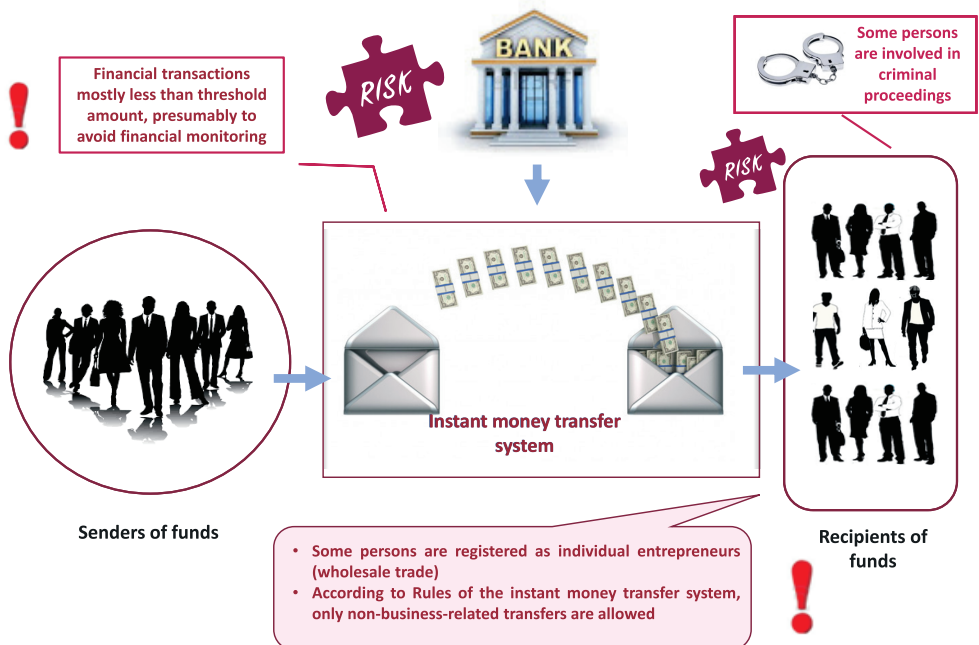 BANK
RISK
Financial transactions
mostly less than threshold
amount, presumably to
avoid financial monitoring
Some persons
are involved in
criminal
proceedings
RISK
Instant money transfer
system
Senders of funds
Recipients of
funds
• Some persons are registered as individual entrepreneurs
(wholesale trade)
• According to Rules of the instant money transfer system,
only non-business-related transfers are allowed